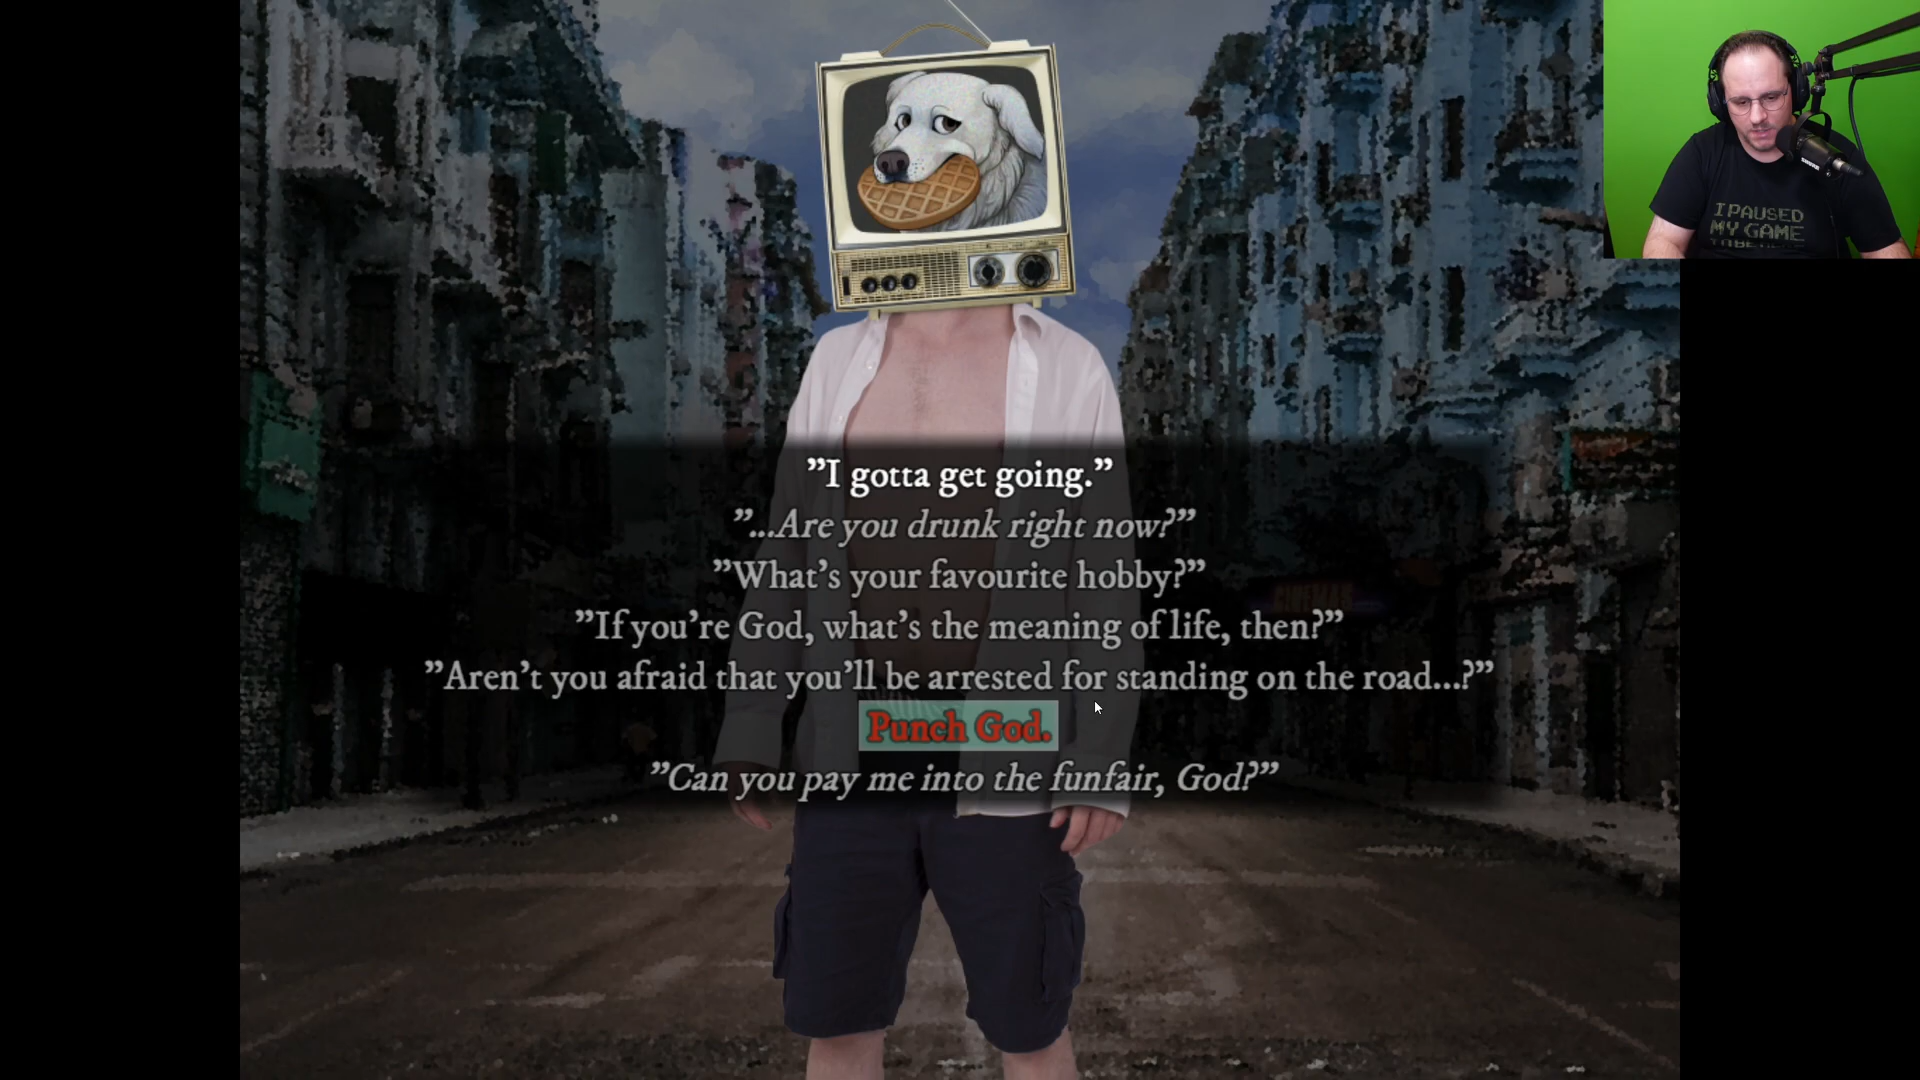 ”I gotta get going.”
”...Are you drunk right now?”
”What’s your favourite hobby?”
”If you’re God, what’s the meaning of life, then?”
”Aren’t you afraid that you’ll be arrested for standing on the road...?”
Punch God.
”Can you pay me into the funfair, God?”
I PAUSED
MY GAME
SHURE